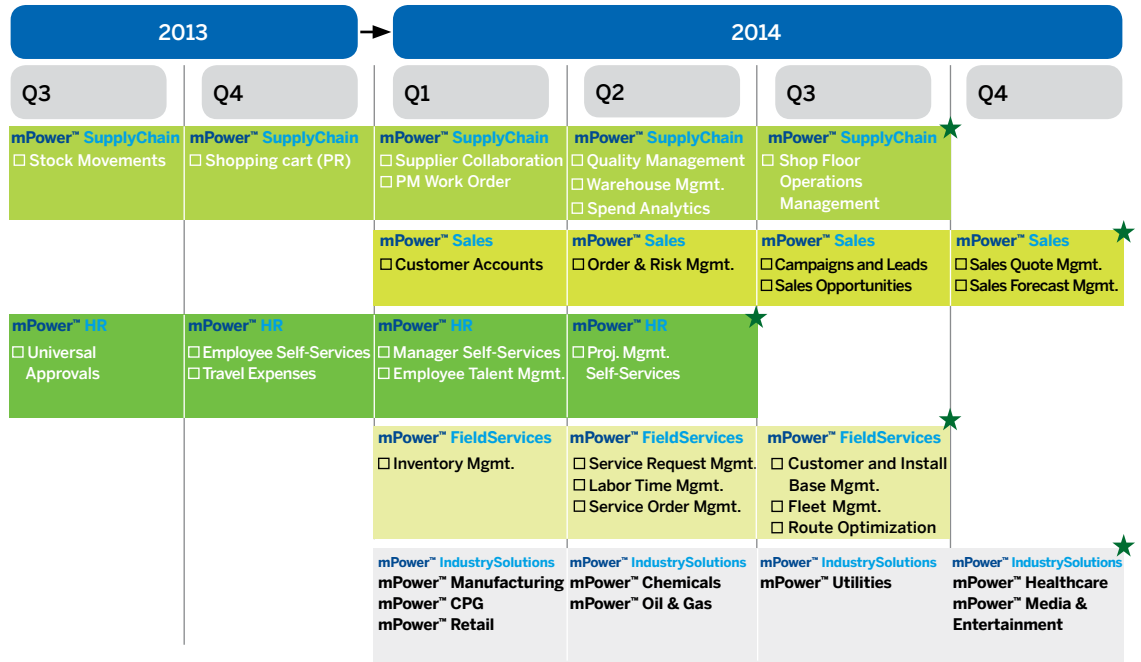 2013
2014
Q3
Q4
Q1
Q2
Q3
Q4
mPower™ SupplyChain
Stock Movements
mPower™ SupplyChain
Shopping cart (PR)
mPower™ SupplyChain
Supplier Collaboration
PM Work Order
mPower™ SupplyChain
Quality Management
Warehouse Mgmt.
Spend Analytics
mPower™ SupplyChain
Shop Floor
Operations
Management
mPower™ Sales
Customer Accounts
mPower™ Sales
Order & Risk Mgmt.
mPower™ Sales
Campaigns and Leads
Sales Opportunities
mPower™ Sales
Sales Quote Mgmt.
Sales Forecast Mgmt.
mPower™ HR
Universal
Approvals
mPower™ HR
Employee Self-Services
Travel Expenses
mPower™ HR
Manager Self-Services
Employee Talent Mgmt.
mPower™ HR
Proj. Mgmt.
Self-Services
mPower™ FieldServices
Inventory Mgmt.
mPower™ FieldServices
Service Request Mgmt.
Labor Time Mgmt.
Service Order Mgmt.
mPower™ FieldServices
Customer and Install
Base Mgmt.
Fleet Mgmt.
Route Optimization
mPower™ IndustrySolutions
mPower™ Manufacturing
mPower™ CPG
mPower™ Retail
mPower™ IndustrySolutions
mPower™ Chemicals
mPower™ Oil & Gas
mPower™ IndustrySolutions
mPower™ Utilities
mPower™ IndustrySolutions
mPower™ Healthcare
mPower™ Media &
Entertainment